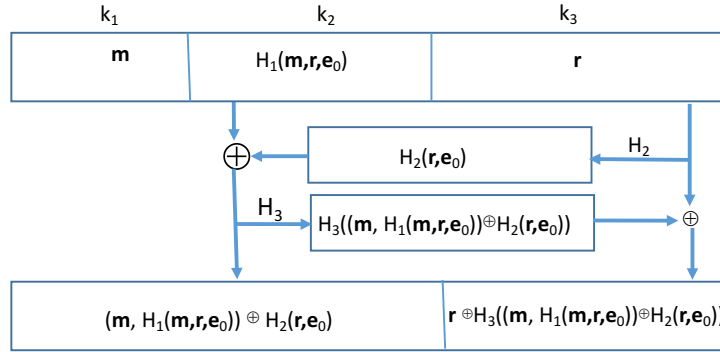 k₁ k₂ k₃
m H₁(m,r,e₀) r
⊕ H₂(r,e₀) H₂
H₃ H₃((m, H₁(m,r,e₀))⊕H₂(r,e₀)) ⊕
(m, H₁(m,r,e₀)) ⊕ H₂(r,e₀) r ⊕H₃((m, H₁(m,r,e₀))⊕H₂(r,e₀))